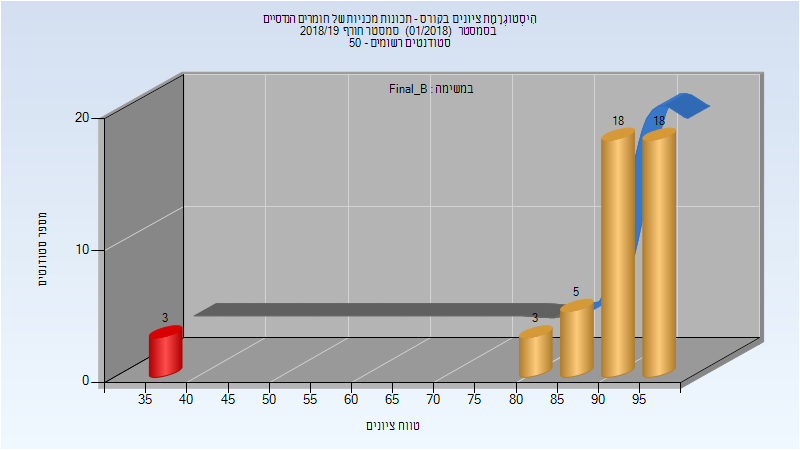 היסטוגרמת ציונים בקורס - תכונות מכניות של חומרים הנדסיים
בסמסטר (01/2018) סמסטר חורף 2018/19
סטודנטים רשומים - 50
במשימה : Final_B
מספר סטודנטים
20
10
0
3
3
5
18
18
35 40 45 50 55 60 65 70 75 80 85 90 95
טווח ציונים